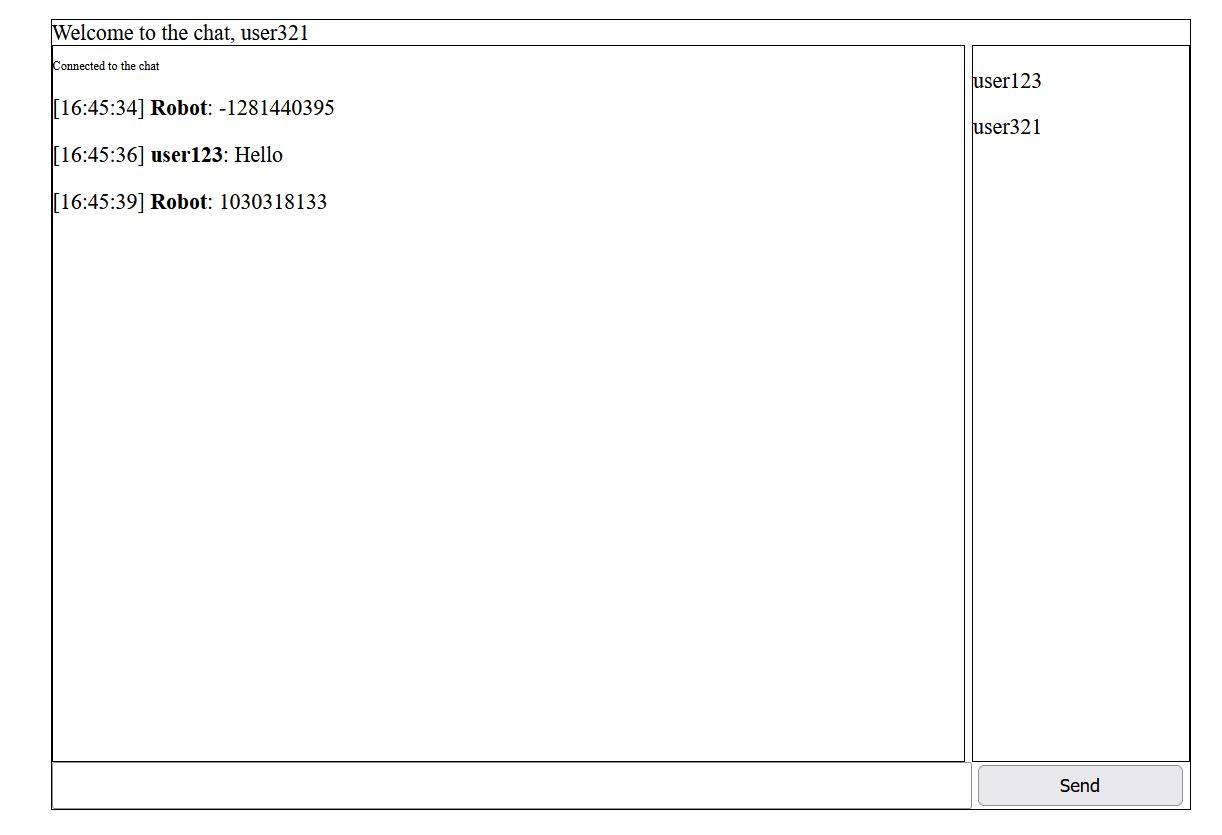 Welcome to the chat, user321
Connected to the chat
[16:45:34] Robot: -1281440395
[16:45:36] user123: Hello
[16:45:39] Robot: 1030318133
user123
user321
Send